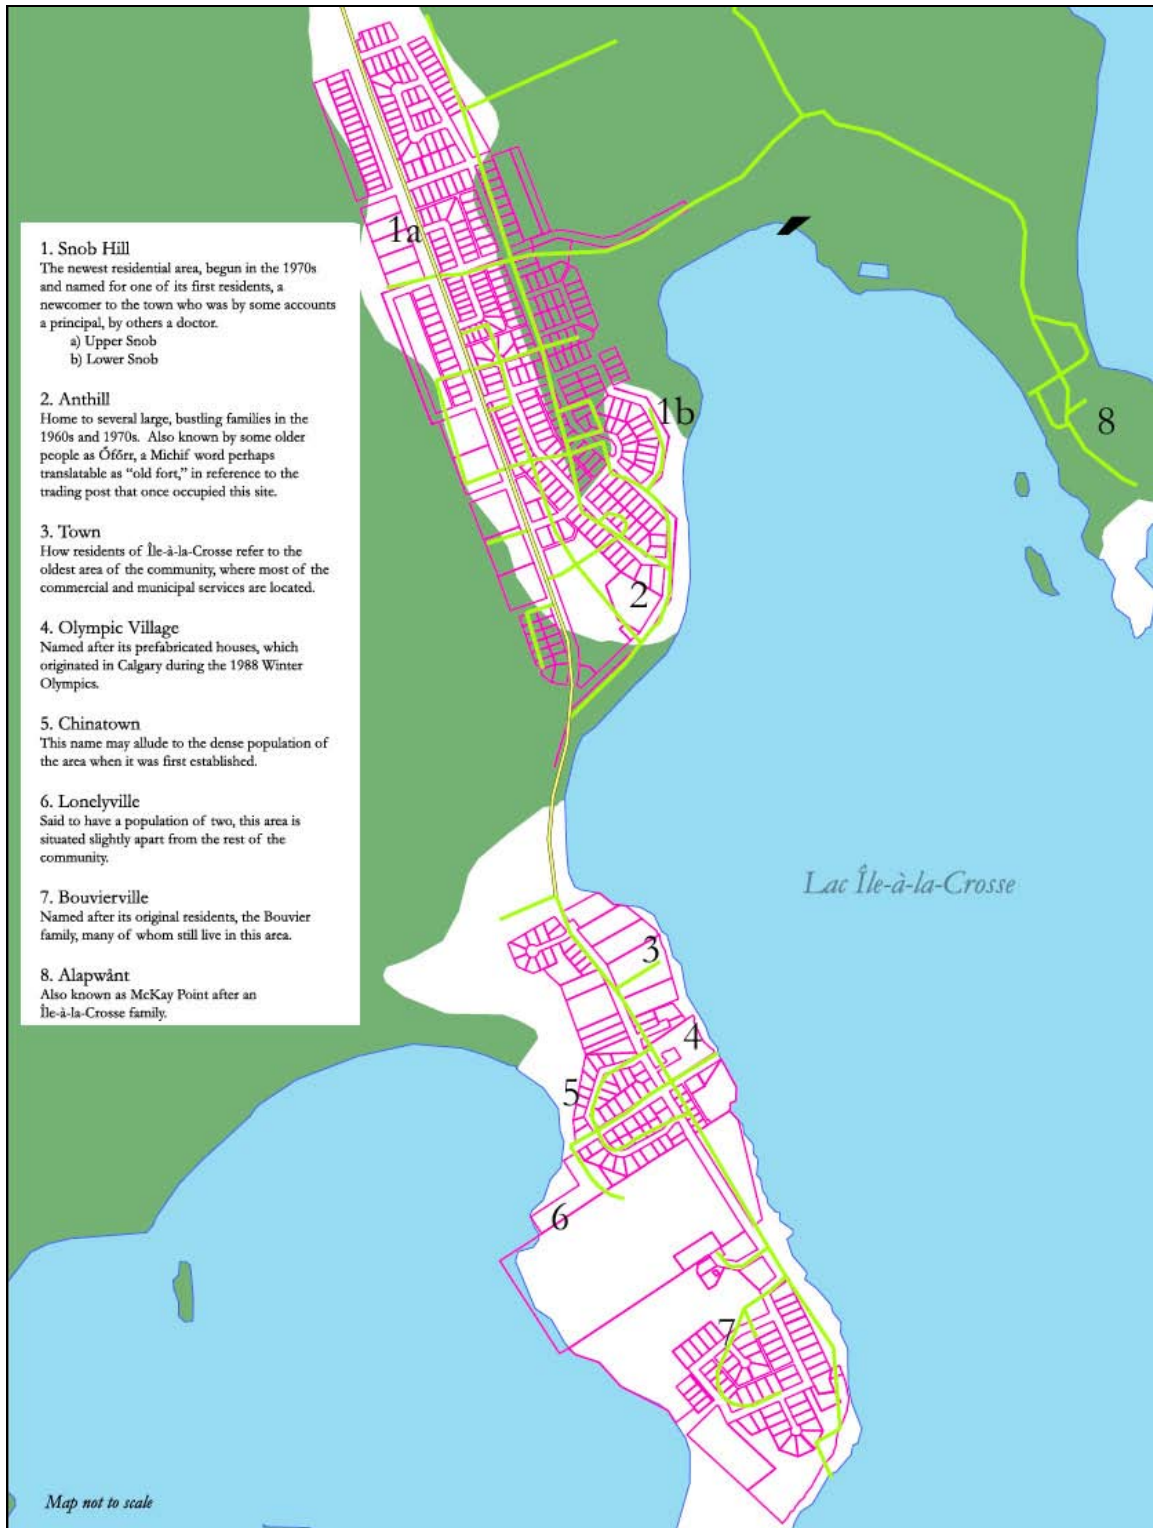 1. Snob Hill
The newest residential area, begun in the 1970s
and named for one of its first residents, a
newcomer to the town who was by some accounts
a principal, by others a doctor.
a) Upper Snob
b) Lower Snob
2. Anthill
Home to several large, bustling families in the
1960s and 1970s.  Also known by some older
people as Ófőrr, a Michif word perhaps
translatable as “old fort,” in reference to the
trading post that once occupied this site.
3. Town
How residents of Île-à-la-Crosse refer to the
oldest area of the community, where most of the
commercial and municipal services are located.
4. Olympic Village
Named after its prefabricated houses, which
originated in Calgary during the 1988 Winter
Olympics.
5. Chinatown
This name may allude to the dense population of
the area when it was first established.
6. Lonelyville
Said to have a population of two, this area is
situated slightly apart from the rest of the
community.
7. Bouvierville
Named after its original residents, the Bouvier
family, many of whom still live in this area.
8. Alapwânt
Also known as McKay Point after an
Île-à-la-Crosse family.
1a
1b
8
2
Lac Île-à-la-Crosse
3
4
5
6
7
Map not to scale